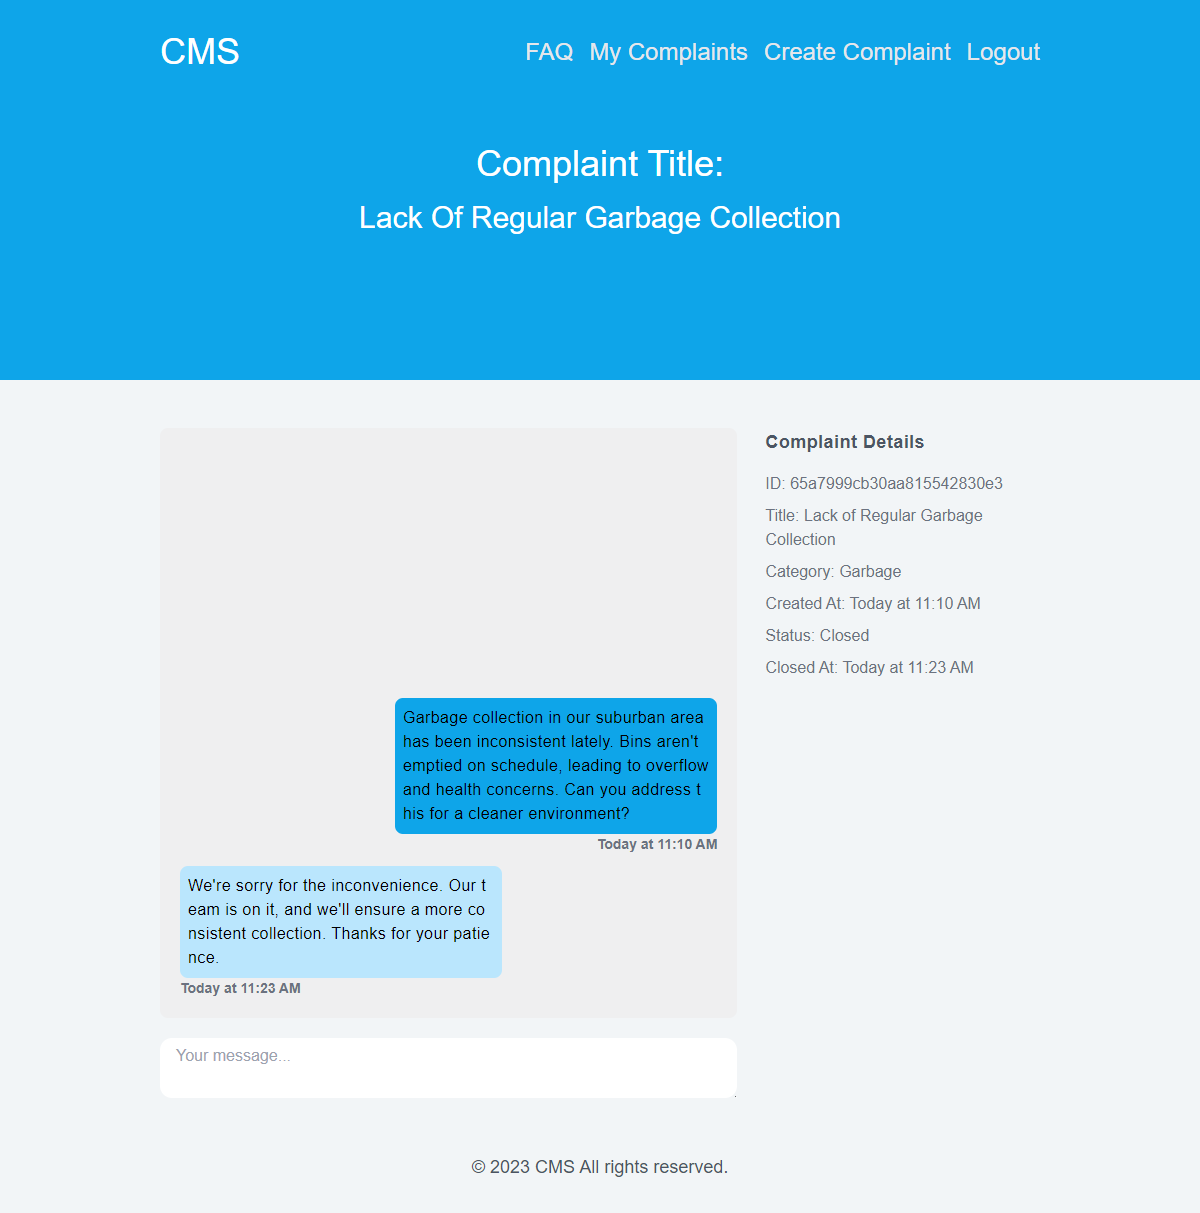 CMS
FAQ My Complaints Create Complaint Logout
Complaint Title:
Lack Of Regular Garbage Collection
Complaint Details
ID: 65a7999cb30aa815542830e3
Title: Lack of Regular Garbage
Collection
Category: Garbage
Created At: Today at 11:10 AM
Status: Closed
Closed At: Today at 11:23 AM
Garbage collection in our suburban area
has been inconsistent lately. Bins aren't
emptied on schedule, leading to overflow
and health concerns. Can you address t
his for a cleaner environment?
Today at 11:10 AM
We're sorry for the inconvenience. Our t
eam is on it, and we'll ensure a more co
nsistent collection. Thanks for your patie
nce.
Today at 11:23 AM
Your message...
© 2023 CMS All rights reserved.